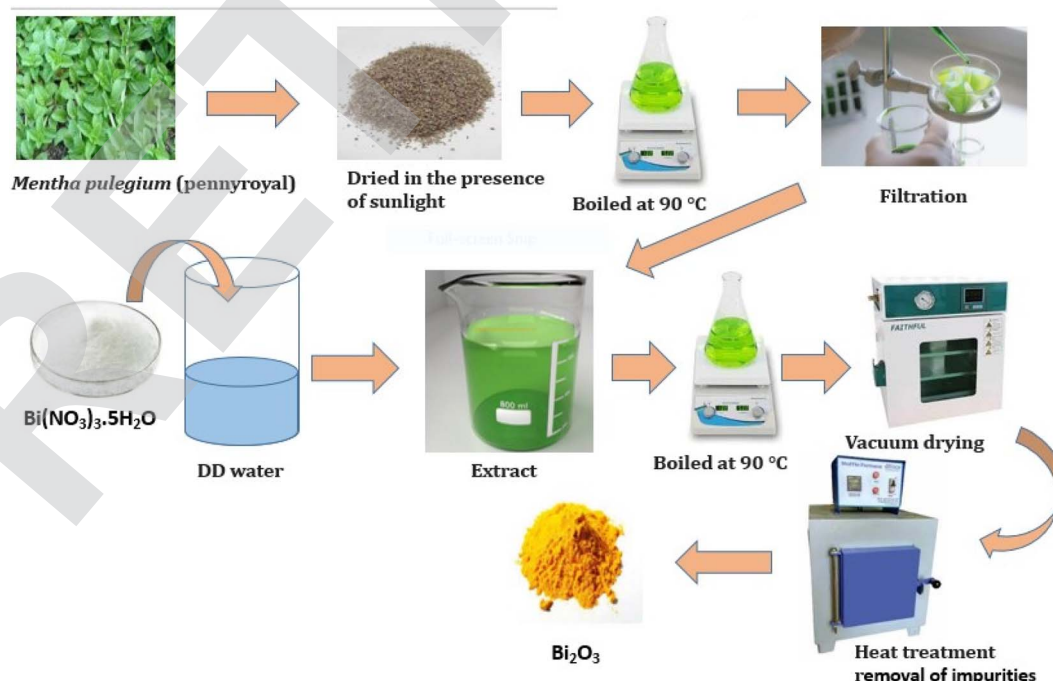 Mentha pulegium (pennyroyal)
Dried in the presence
of sunlight
Boiled at 90 °C
Filtration
Bi(NO₃)₃.5H₂O
DD water
800 ml
Extract
Boiled at 90 °C
FAITHFUL
Vacuum drying
Bi₂O₃
Heat treatment
removal of impurities